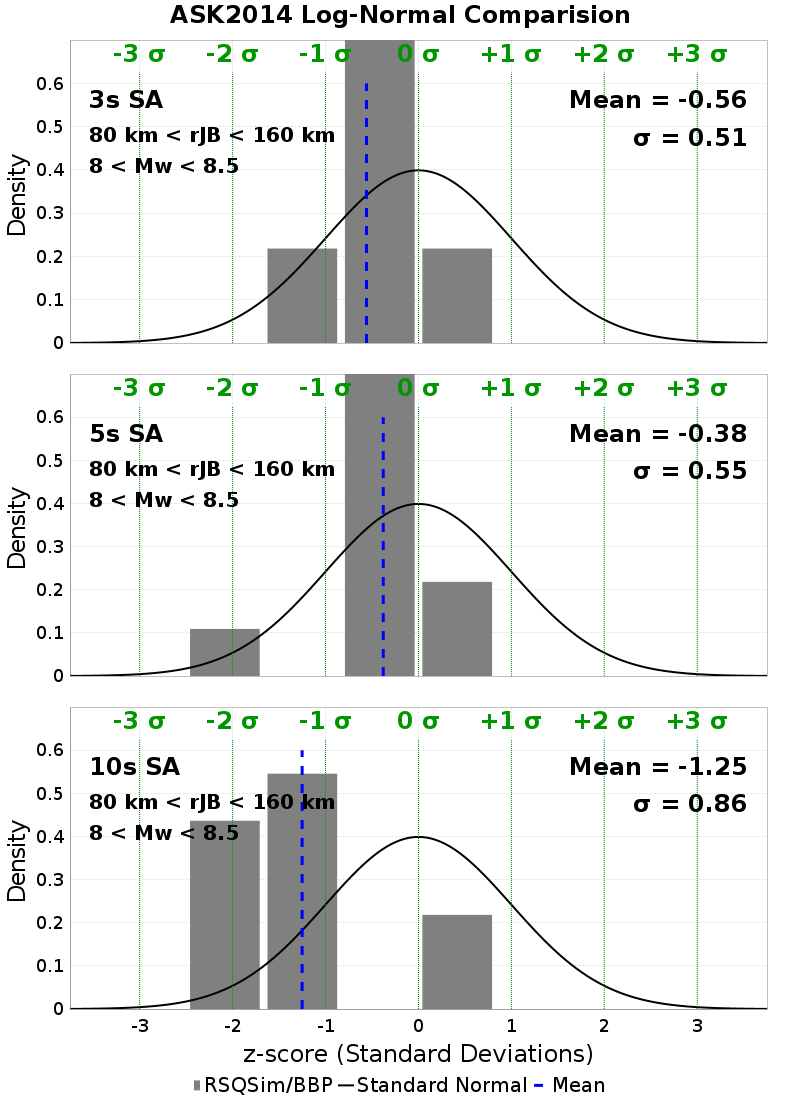 ASK2014 Log-Normal Comparision
-3 σ -2 σ -1 σ 0 σ +1 σ +2 σ +3 σ
3s SA
80 km < rJB < 160 km
8 < Mw < 8.5
Mean = -0.56
σ = 0.51
Density
0.6
0.5
0.4
0.3
0.2
0.1
0
-3 σ -2 σ -1 σ 0 σ +1 σ +2 σ +3 σ
5s SA
80 km < rJB < 160 km
8 < Mw < 8.5
Mean = -0.38
σ = 0.55
Density
0.6
0.5
0.4
0.3
0.2
0.1
0
-3 σ -2 σ -1 σ 0 σ +1 σ +2 σ +3 σ
10s SA
80 km < rJB < 160 km
8 < Mw < 8.5
Mean = -1.25
σ = 0.86
Density
0.6
0.5
0.4
0.3
0.2
0.1
0
-3 -2 -1 0 1 2 3
z-score (Standard Deviations)
RSQSim/BBP Standard Normal Mean